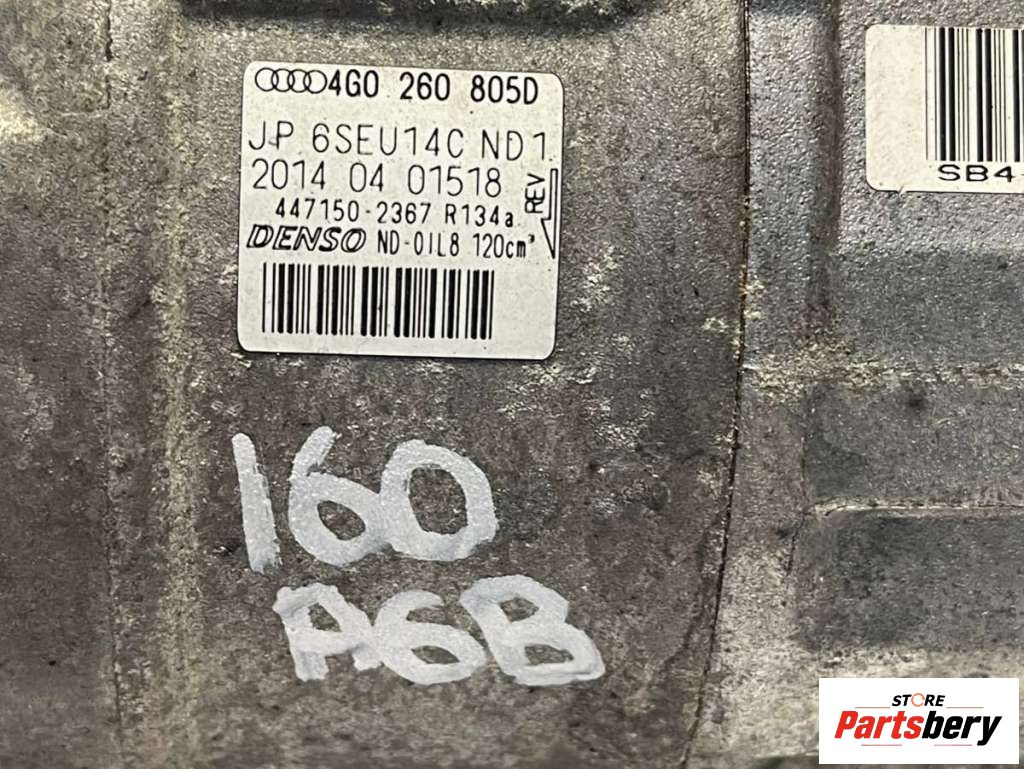 4G0 260 805D
JP 6SEU14C ND1
2014 04 01518
REV
447150-2367 R134a
DENSO ND-OIL8 120cm³
SB4
160
A6B
STORE
Partsbery